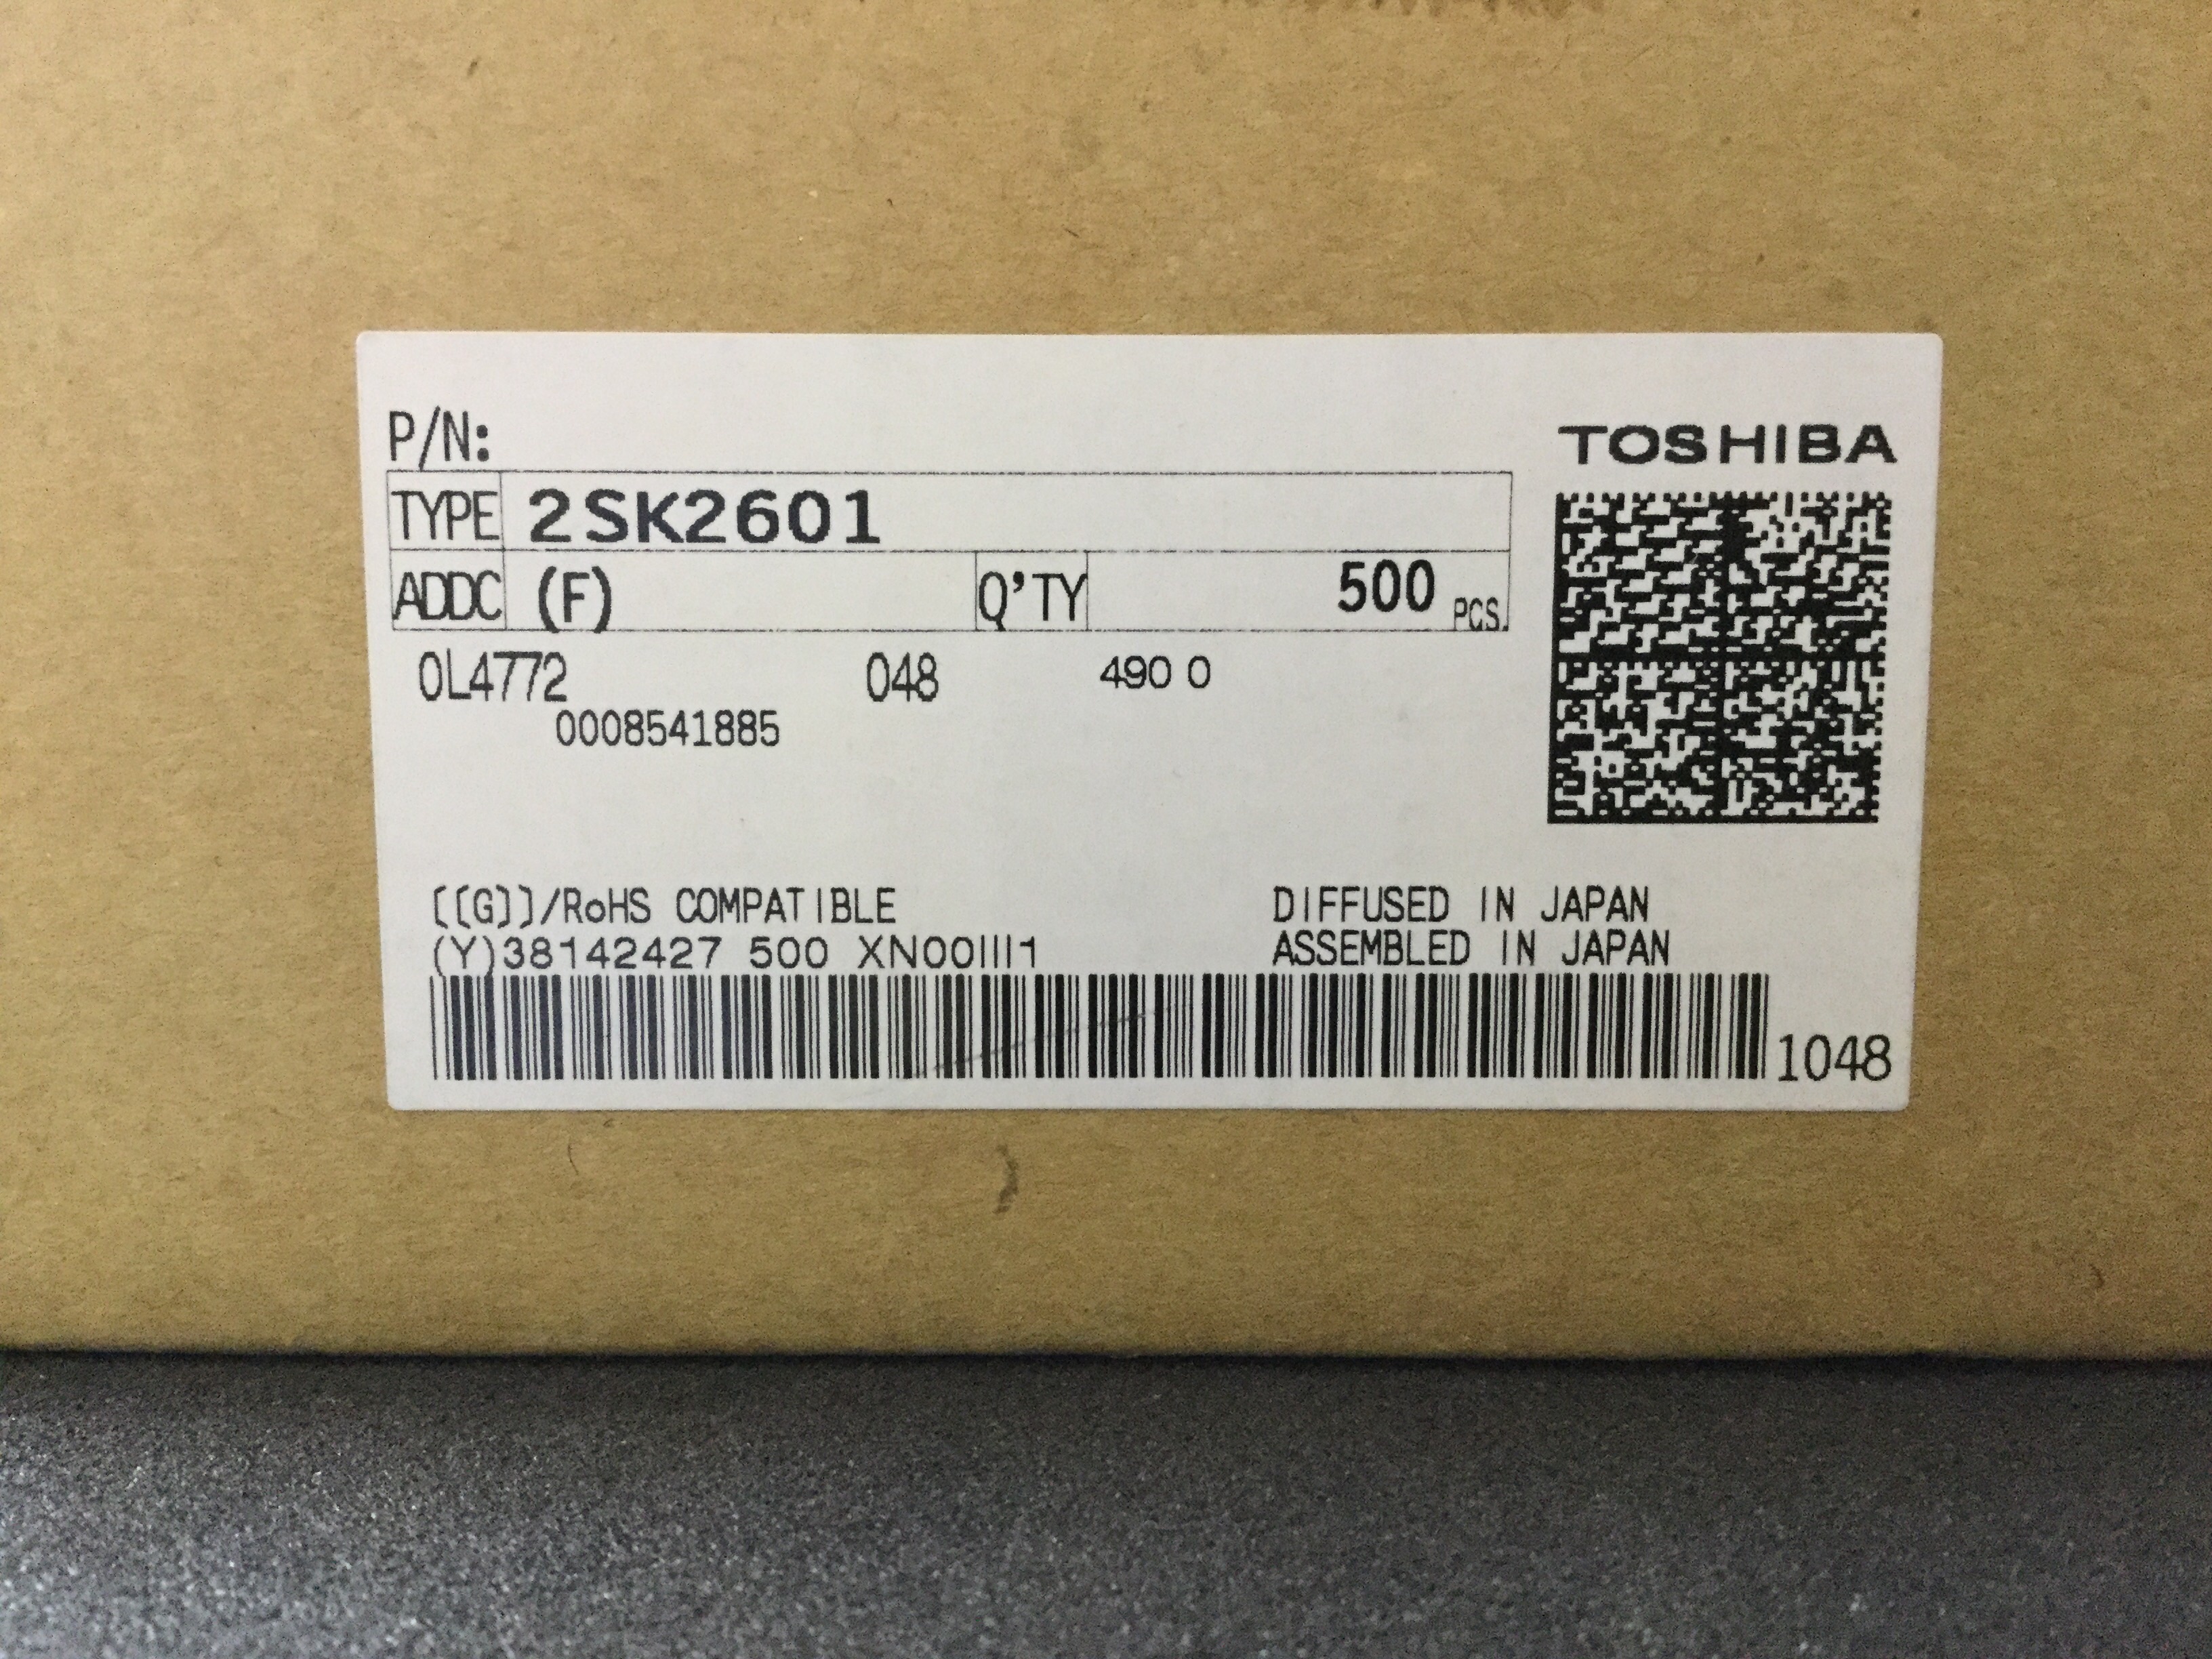 P/N:
TOSHIBA
TYPE 2SK2601
ADDC (F) Q'TY 500 PCS.
0L4772 048 490 0
0008541885
[[G]]/RoHS COMPATIBLE DIFFUSED IN JAPAN
(Y)38142427 500 XN00III1 ASSEMBLED IN JAPAN
1048